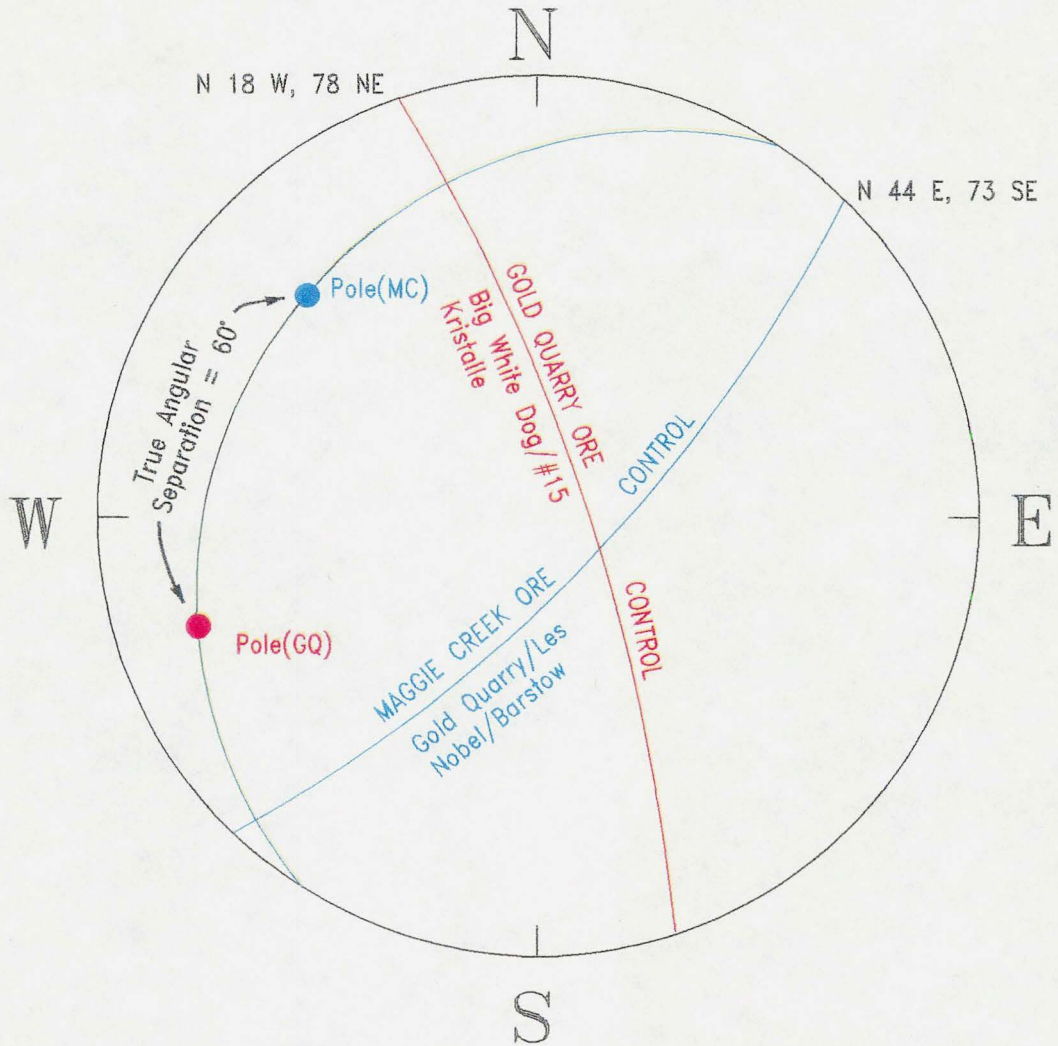 N
N 18 W, 78 NE
N 44 E, 73 SE
Pole(MC)
True Angular
Separation = 60°
GOLD QUARRY ORE
CONTROL
Big White Dog/#15
Kristalle
CONTROL
W
E
MAGGIE CREEK ORE
Gold Quarry/Les
Nobel/Barstow
Pole(GQ)
S